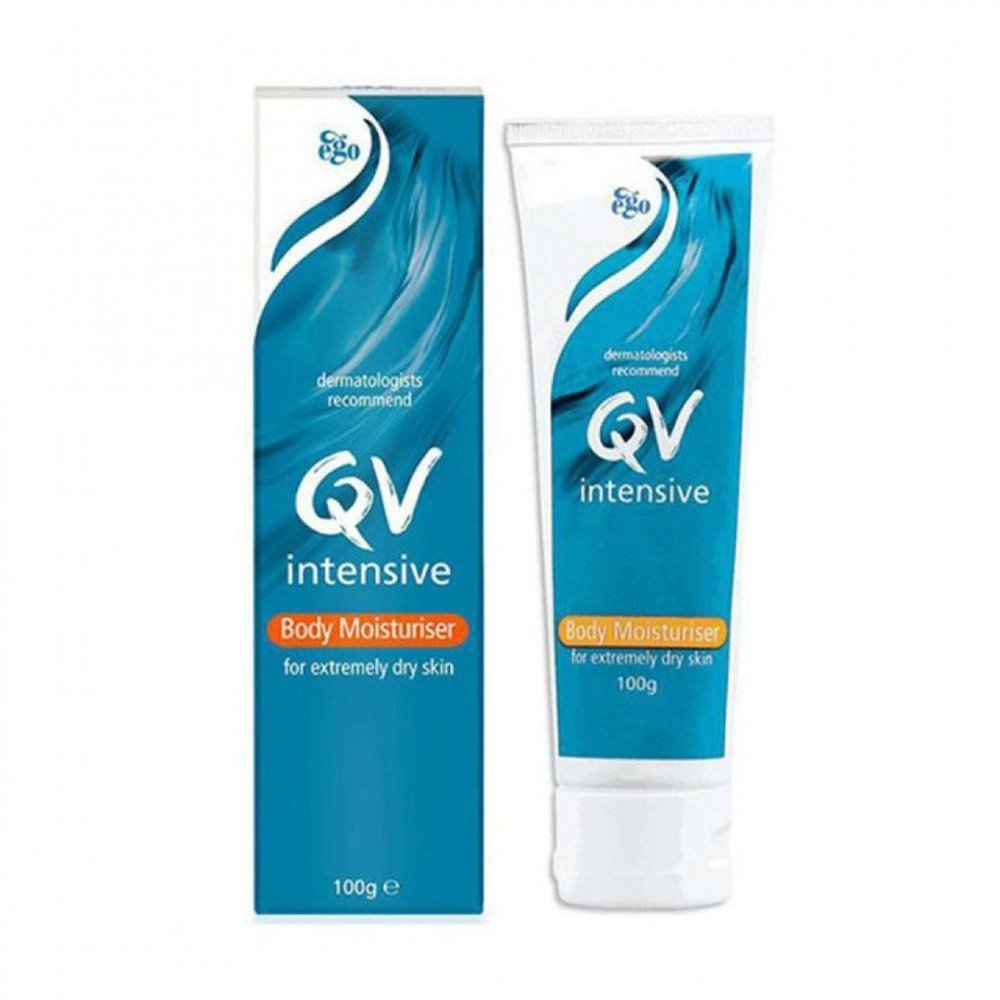 ego
dermatologists
recommend
QV
intensive
Body Moisturiser
for extremely dry skin
100g ℮
ego
dermatologists
recommend
QV
intensive
Body Moisturiser
for extremely dry skin
100g